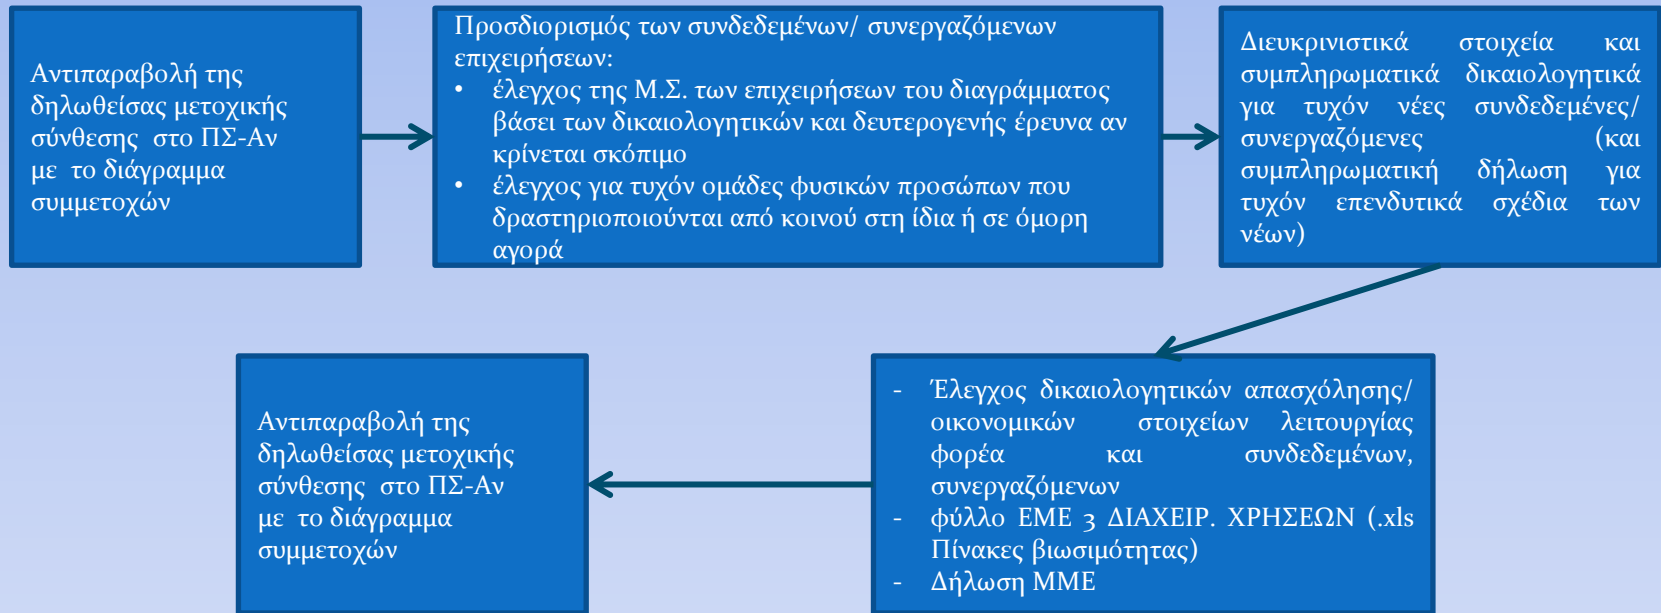 Αντιπαραβολή της
δηλωθείσας μετοχικής
σύνθεσης στο ΠΣ-Αν
με το διάγραμμα
συμμετοχών
Προσδιορισμός των συνδεδεμένων/ συνεργαζόμενων
επιχειρήσεων:
• έλεγχος της Μ.Σ. των επιχειρήσεων του διαγράμματος
βάσει των δικαιολογητικών και δευτερογενής έρευνα αν
κρίνεται σκόπιμο
• έλεγχος για τυχόν ομάδες φυσικών προσώπων που
δραστηριοποιούνται από κοινού στη ίδια ή σε όμορη
αγορά
Διευκρινιστικά στοιχεία και
συμπληρωματικά δικαιολογητικά
για τυχόν νέες συνδεδεμένες/
συνεργαζόμενες (και
συμπληρωματική δήλωση για
τυχόν επενδυτικά σχέδια των
νέων)
Αντιπαραβολή της
δηλωθείσας μετοχικής
σύνθεσης στο ΠΣ-Αν
με το διάγραμμα
συμμετοχών
- Έλεγχος δικαιολογητικών απασχόλησης/
οικονομικών στοιχείων λειτουργίας
φορέα και συνδεδεμένων,
συνεργαζόμενων
- φύλλο ΕΜΕ 3 ΔΙΑΧΕΙΡ. ΧΡΗΣΕΩΝ (.xls
Πίνακες βιωσιμότητας)
- Δήλωση ΜΜΕ